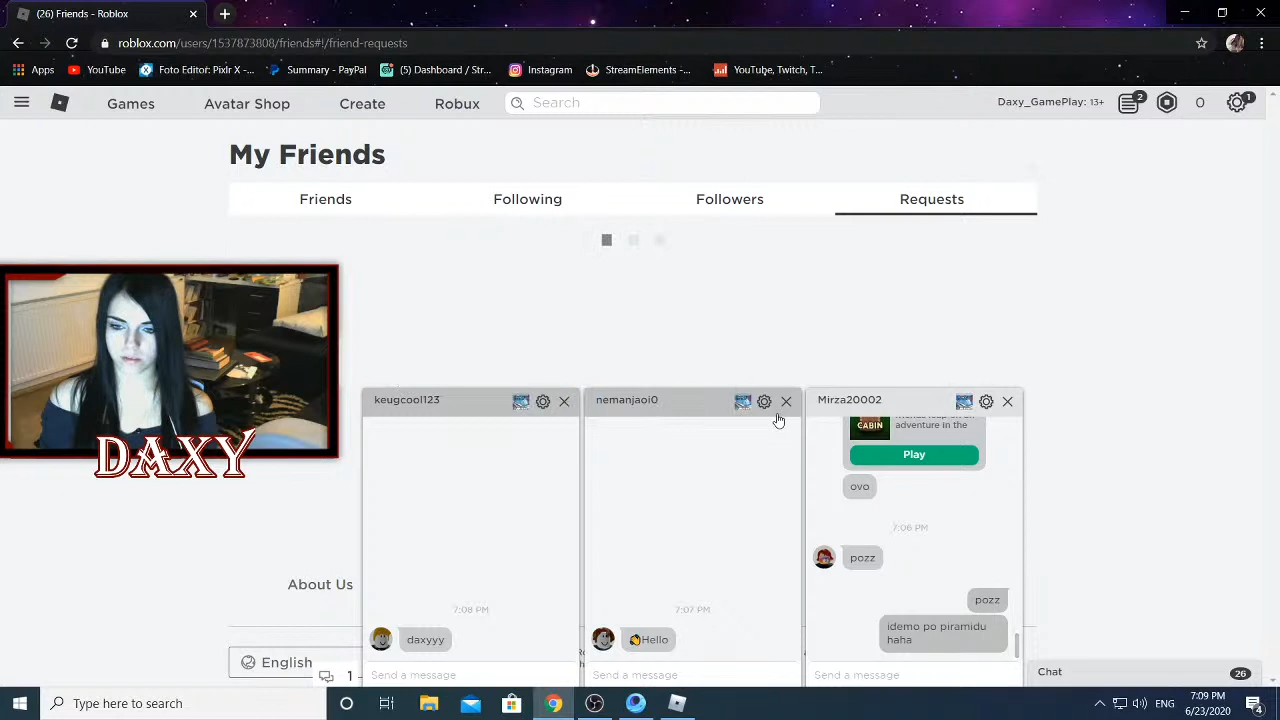 (26) Friends - Roblox
roblox.com/users/1537873808/friends#!/friend-requests
Apps
YouTube
Foto Editor: Pixlr X -...
Summary - PayPal
(5) Dashboard / Str...
Instagram
StreamElements -...
YouTube, Twitch, T...
Games
Avatar Shop
Create
Robux
Search
Daxy_GamePlay: 13+
2
0
1
My Friends
Friends
Following
Followers
Requests
DAXY
keugcool123
nemanjaoi0
Mirza20002
CABIN
adventure in the
Play
ovo
7:06 PM
pozz
pozz
idemo po piramidu
haha
7:08 PM
daxyyy
7:07 PM
Hello
About Us
English
1
Send a message
Send a message
Send a message
Chat
26
Type here to search
ENG
7:09 PM
6/23/2020
4